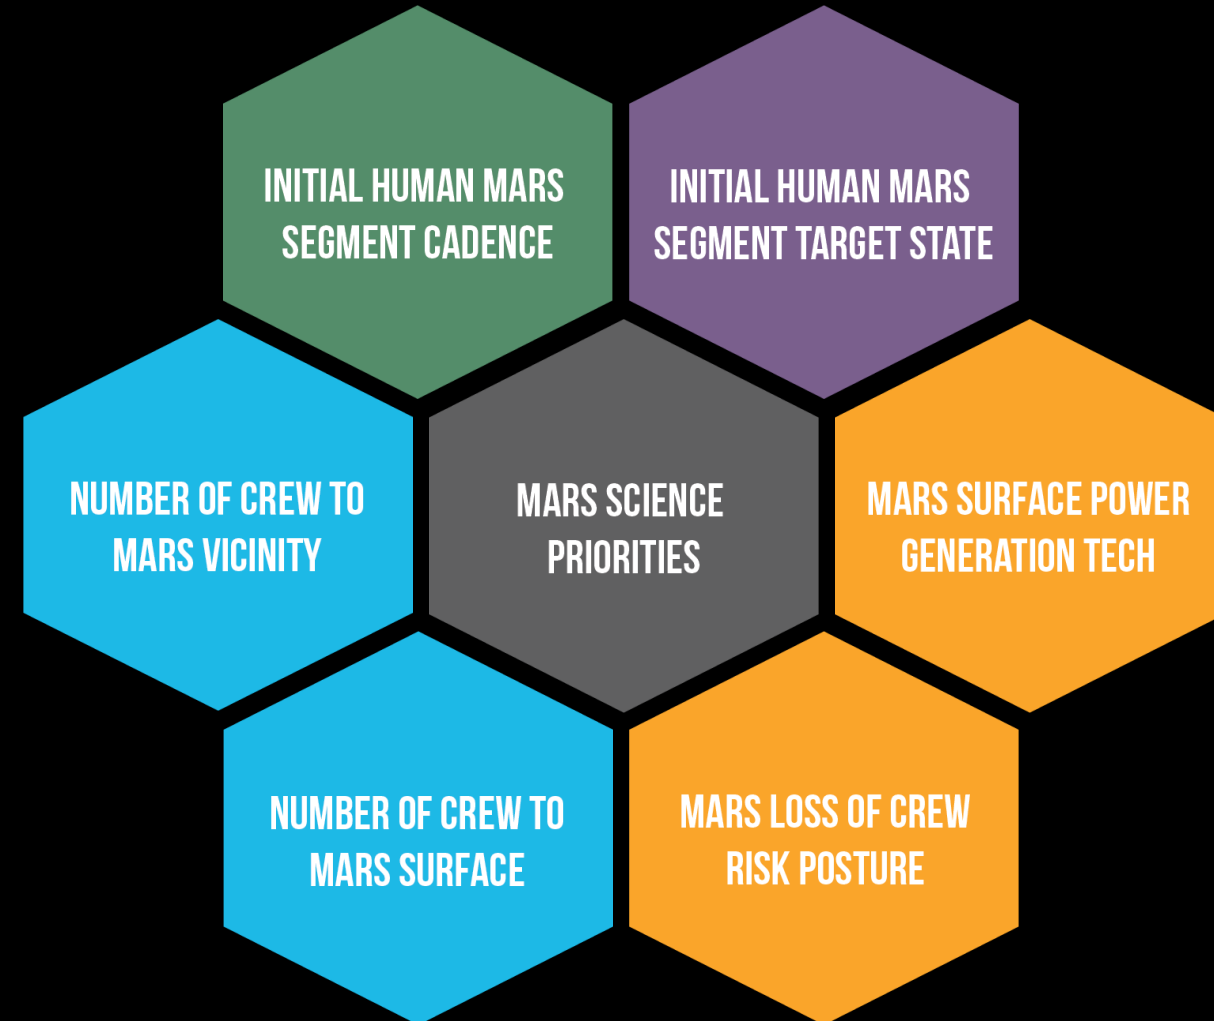 INITIAL HUMAN MARS
SEGMENT CADENCE
INITIAL HUMAN MARS
SEGMENT TARGET STATE
NUMBER OF CREW TO
MARS VICINITY
MARS SCIENCE
PRIORITIES
MARS SURFACE POWER
GENERATION TECH
NUMBER OF CREW TO
MARS SURFACE
MARS LOSS OF CREW
RISK POSTURE